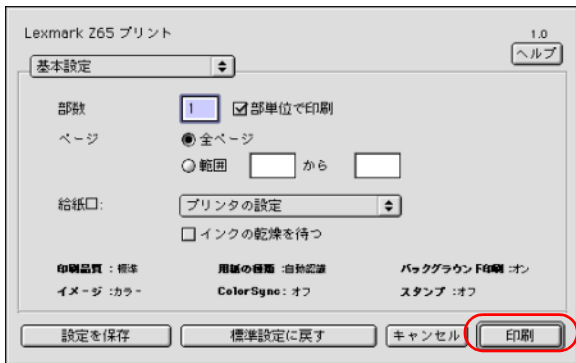 Lexmark Z65 プリント
1.0
ヘルプ
基本設定
部数 1 部単位で印刷
ページ 全ページ
範囲 から
給紙口: プリンタの設定
インクの乾燥を待つ
印刷品質 : 標準 用紙の種類 :自動認識 バックグラウンド印刷 :オン
イメージ :カラー ColorSync: オフ スタンプ :オフ
設定を保存 標準設定に戻す キャンセル 印刷